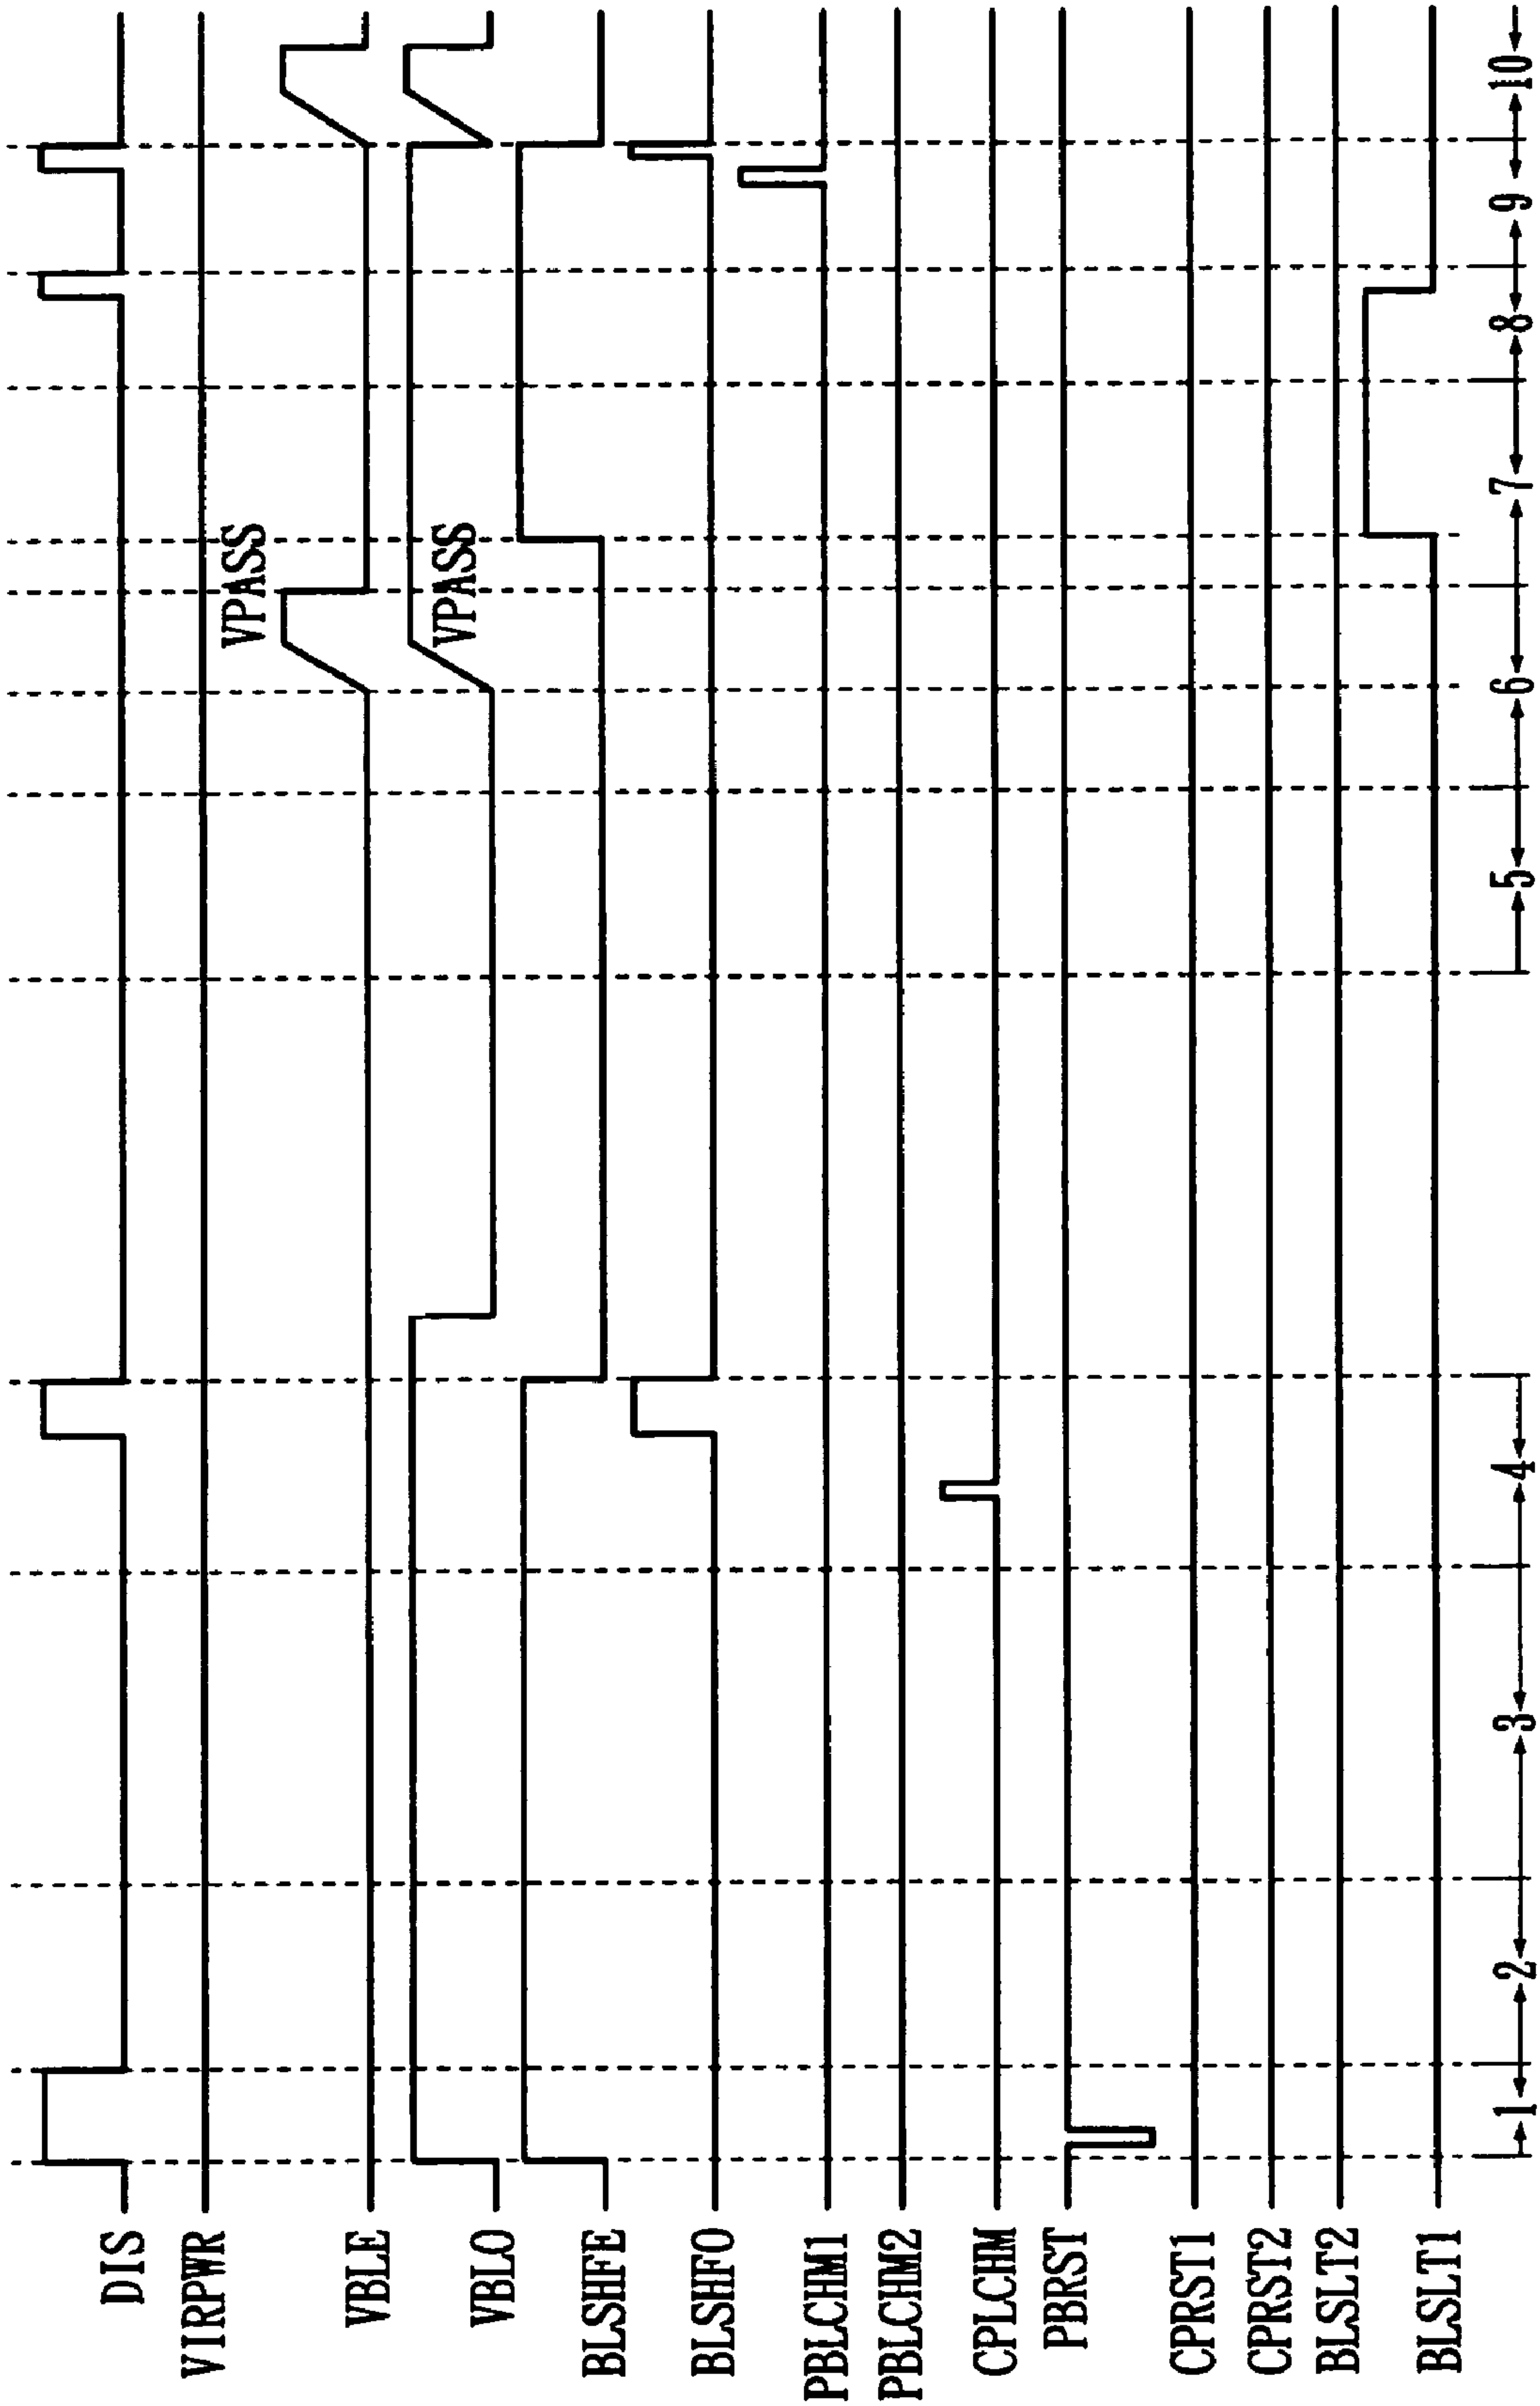 DIS
VIRPWR
VBLE
VPASS
VBLO
VPASS
BLSHFE
BLSHFO
PBLCHM1
PBLCHM2
CPLCHM
PBRST
CPRST1
CPRST2
BLSLT2
BLSLT1
1 2 3 4 5 6 7 8 9 10